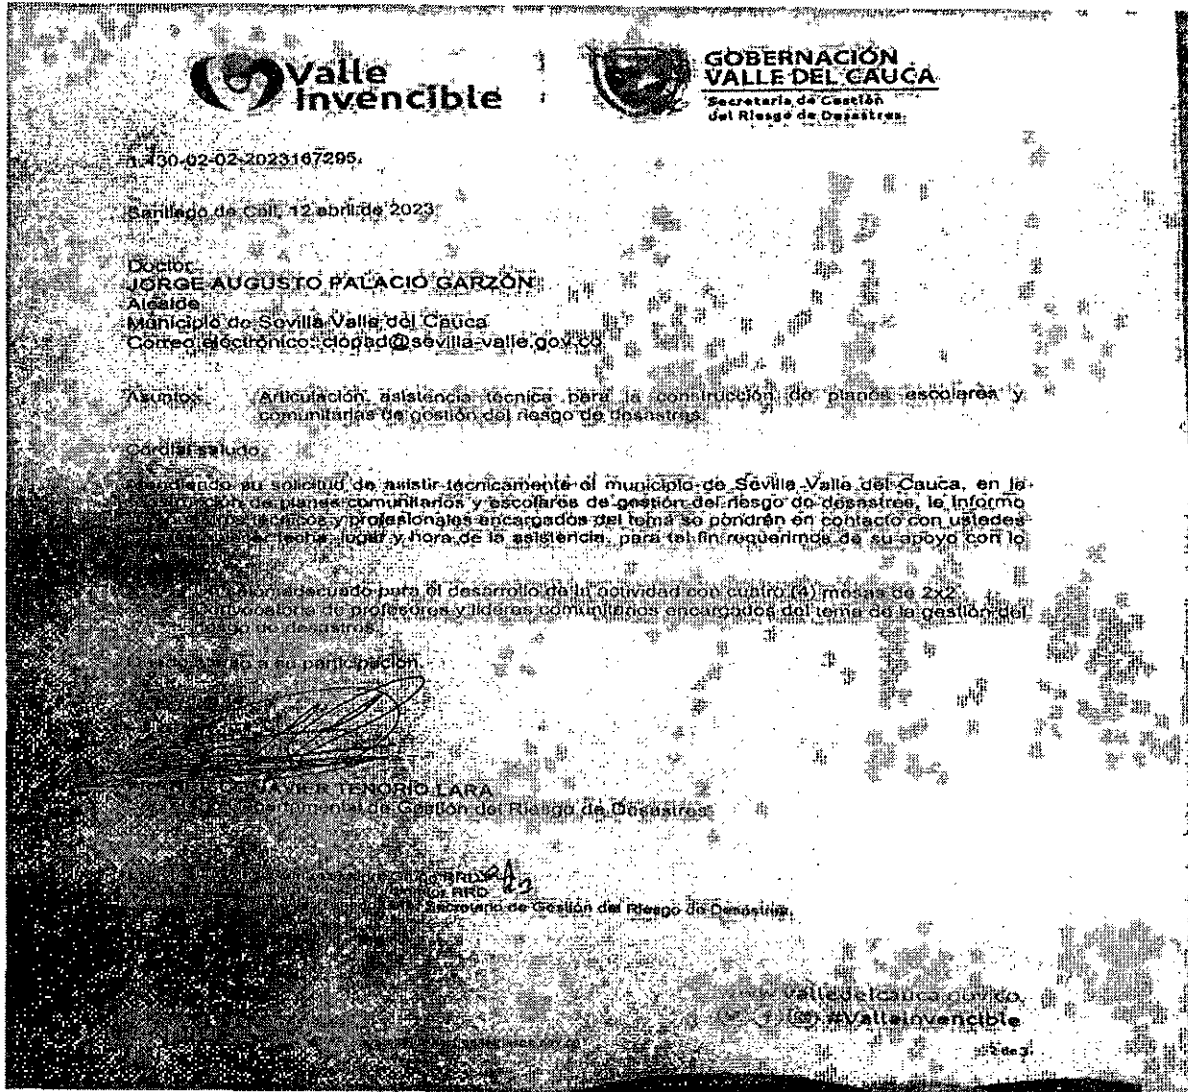 Valle
Invencible
GOBERNACIÓN
VALLE DEL CAUCA
Secretaría de Gestión
del Riesgo de Desastres
1.430-02-02-2023167295
Santiago de Cali, 12 abril de 2023
Doctor
JORGE AUGUSTO PALACIO GARZÓN
Alcalde
Municipio de Sevilla Valle del Cauca
Correo electrónico: clopad@sevilla-valle.gov.co
Asunto: Articulación asistencia técnica para la construcción de planes escolares y
comunitarias de gestión del riesgo de desastres.
Cordial saludo,
Atendiendo su solicitud de asistir técnicamente el municipio de Sevilla Valle del Cauca, en la
construcción de planes comunitarios y escolares de gestión del riesgo de desastres, le informo
técnicos y profesionales encargados del tema se pondrán en contacto con ustedes
fecha, lugar y hora de la asistencia, para tal fin requerimos de su apoyo con lo
adecuado para el desarrollo de la actividad con cuatro (4) mesas de 2x2
Convocatoria de profesores y líderes comunitarios encargados del tema de la gestión del
riesgo de desastres.
a su participación.
JAVIER TENORIO LARA
Departamental de Gestión del Riesgo de Desastres
RRD
RRD
Secretario de Gestión del Riesgo de Desastres.
valledelcauca.gov.co
#ValleInvencible